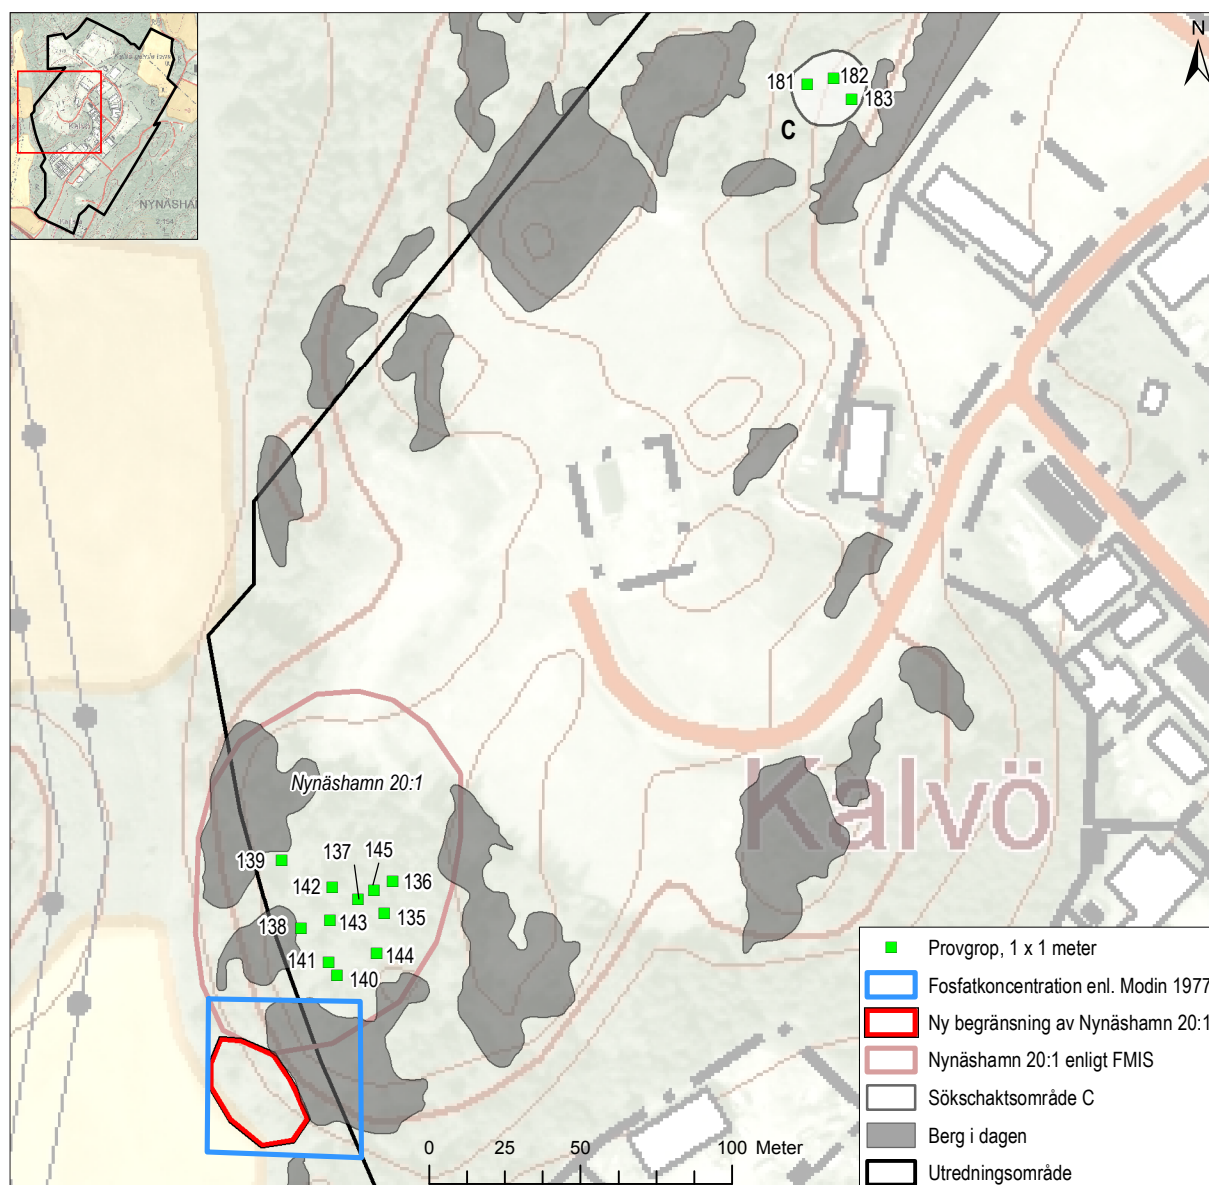 N
NYNÄSHA
181
182
183
C
Nynäshamn 20:1
Kalvö
139
137
145
142
136
138
143
135
141
144
140
Provgrop, 1 x 1 meter
Fosfatkoncentration enl. Modin 1977
Ny begränsning av Nynäshamn 20:1
Nynäshamn 20:1 enligt FMIS
Sökschaktsområde C
Berg i dagen
Utredningsområde
0 25 50 100 Meter